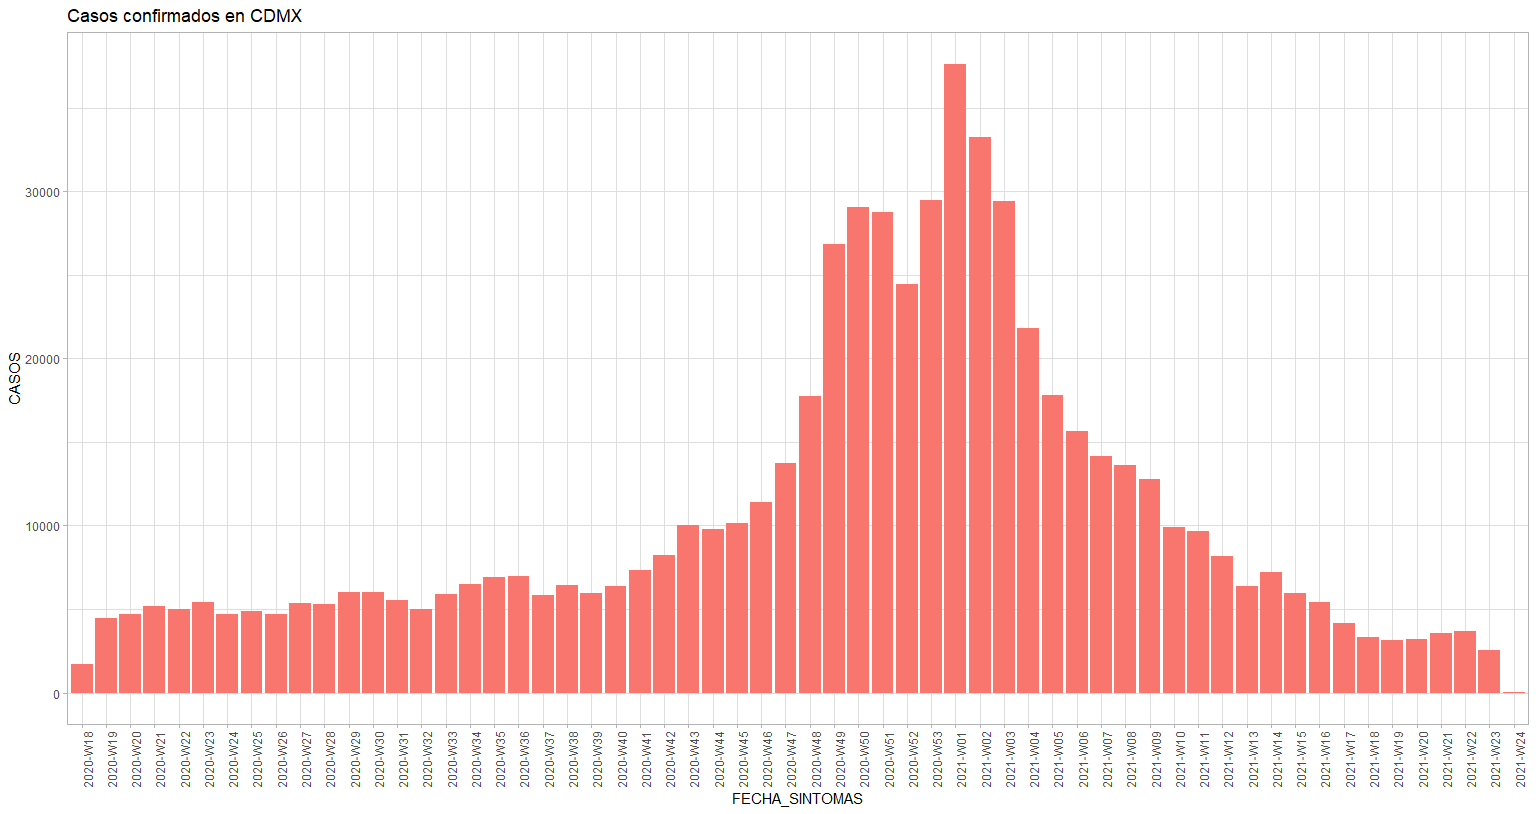 Casos confirmados en CDMX
CASOS
30000
20000
10000
0
2020-W18
2020-W19
2020-W20
2020-W21
2020-W22
2020-W23
2020-W24
2020-W25
2020-W26
2020-W27
2020-W28
2020-W29
2020-W30
2020-W31
2020-W32
2020-W33
2020-W34
2020-W35
2020-W36
2020-W37
2020-W38
2020-W39
2020-W40
2020-W41
2020-W42
2020-W43
2020-W44
2020-W45
2020-W46
2020-W47
2020-W48
2020-W49
2020-W50
2020-W51
2020-W52
2020-W53
2021-W01
2021-W02
2021-W03
2021-W04
2021-W05
2021-W06
2021-W07
2021-W08
2021-W09
2021-W10
2021-W11
2021-W12
2021-W13
2021-W14
2021-W15
2021-W16
2021-W17
2021-W18
2021-W19
2021-W20
2021-W21
2021-W22
2021-W23
2021-W24
FECHA_SINTOMAS